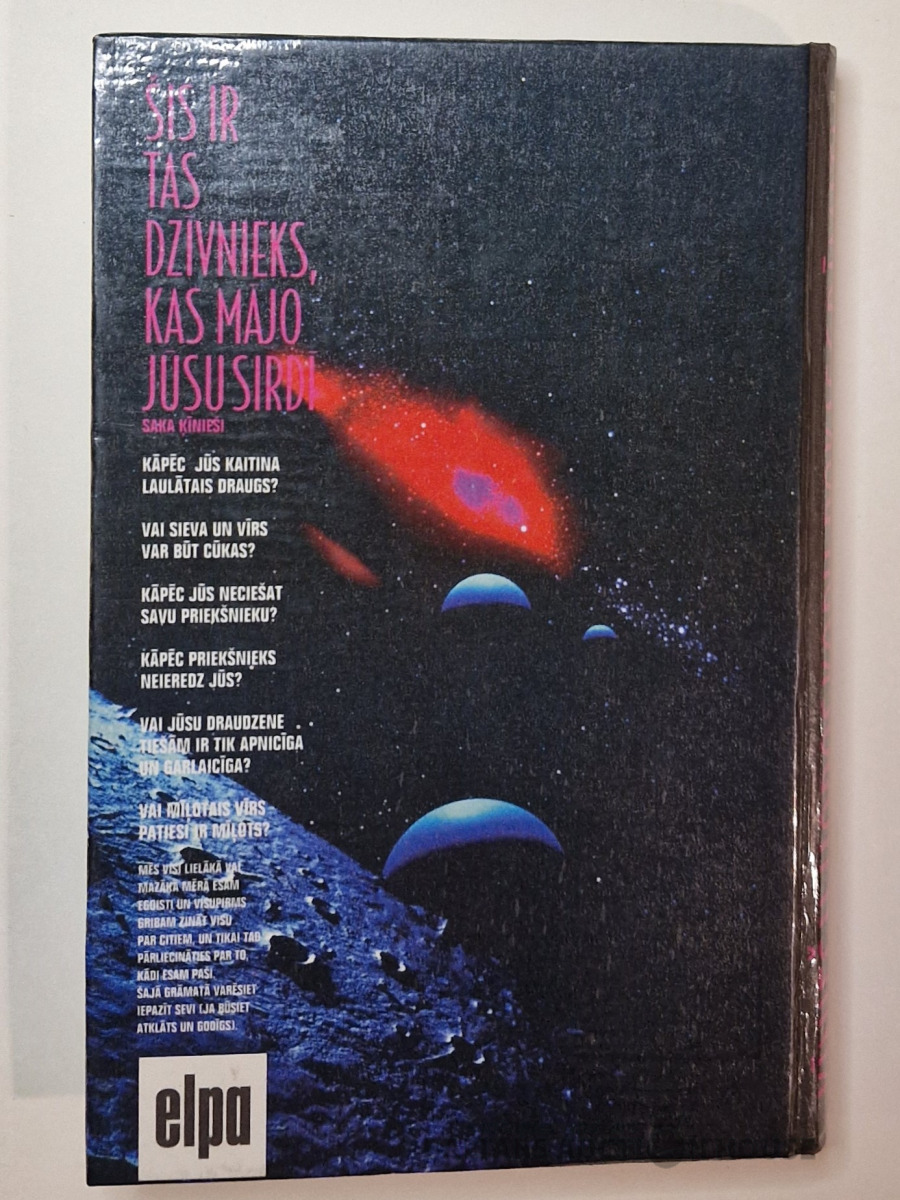 ŠIS IR
TAS
DZĪVNIEKS,
KAS MĀJO
JŪSU SIRDĪ
SAKA ĶĪNIEŠI
KĀPĒC JŪS KAITINA
LAULĀTAIS DRAUGS?
VAI SIEVA UN VĪRS
VAR BŪT CŪKAS?
KĀPĒC JŪS NECIEŠAT
SAVU PRIEKŠNIEKU?
KĀPĒC PRIEKŠNIEKS
NEIEREDZ JŪS?
VAI JŪSU DRAUDZENE
TIEŠĀM IR TIK APNICĪGA
UN GARLAICĪGA?
VAI MĪĻOTAIS VĪRS
PATIESI IR MĪĻOTS?
MĒS VISI LIELĀKĀ VAI
MAZĀKĀ MĒRĀ ESAM
EGOISTI UN VISUPIRMS
GRIBAM ZINĀT VISU
PAR CITIEM, UN TIKAI TAD
PĀRLIECINĀTIES PAR TO,
KĀDI ESAM PAŠI.
ŠAJĀ GRĀMATĀ VARĒSIET
IEPAZĪT SEVI (JA BŪSIET
ATKLĀTS UN GODĪGS).
elpa